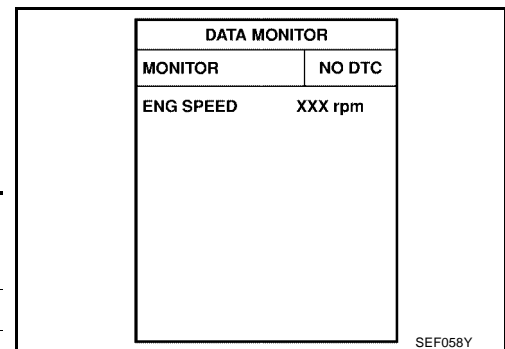 DATA MONITOR
MONITOR NO DTC
ENG SPEED XXX rpm
SEF058Y